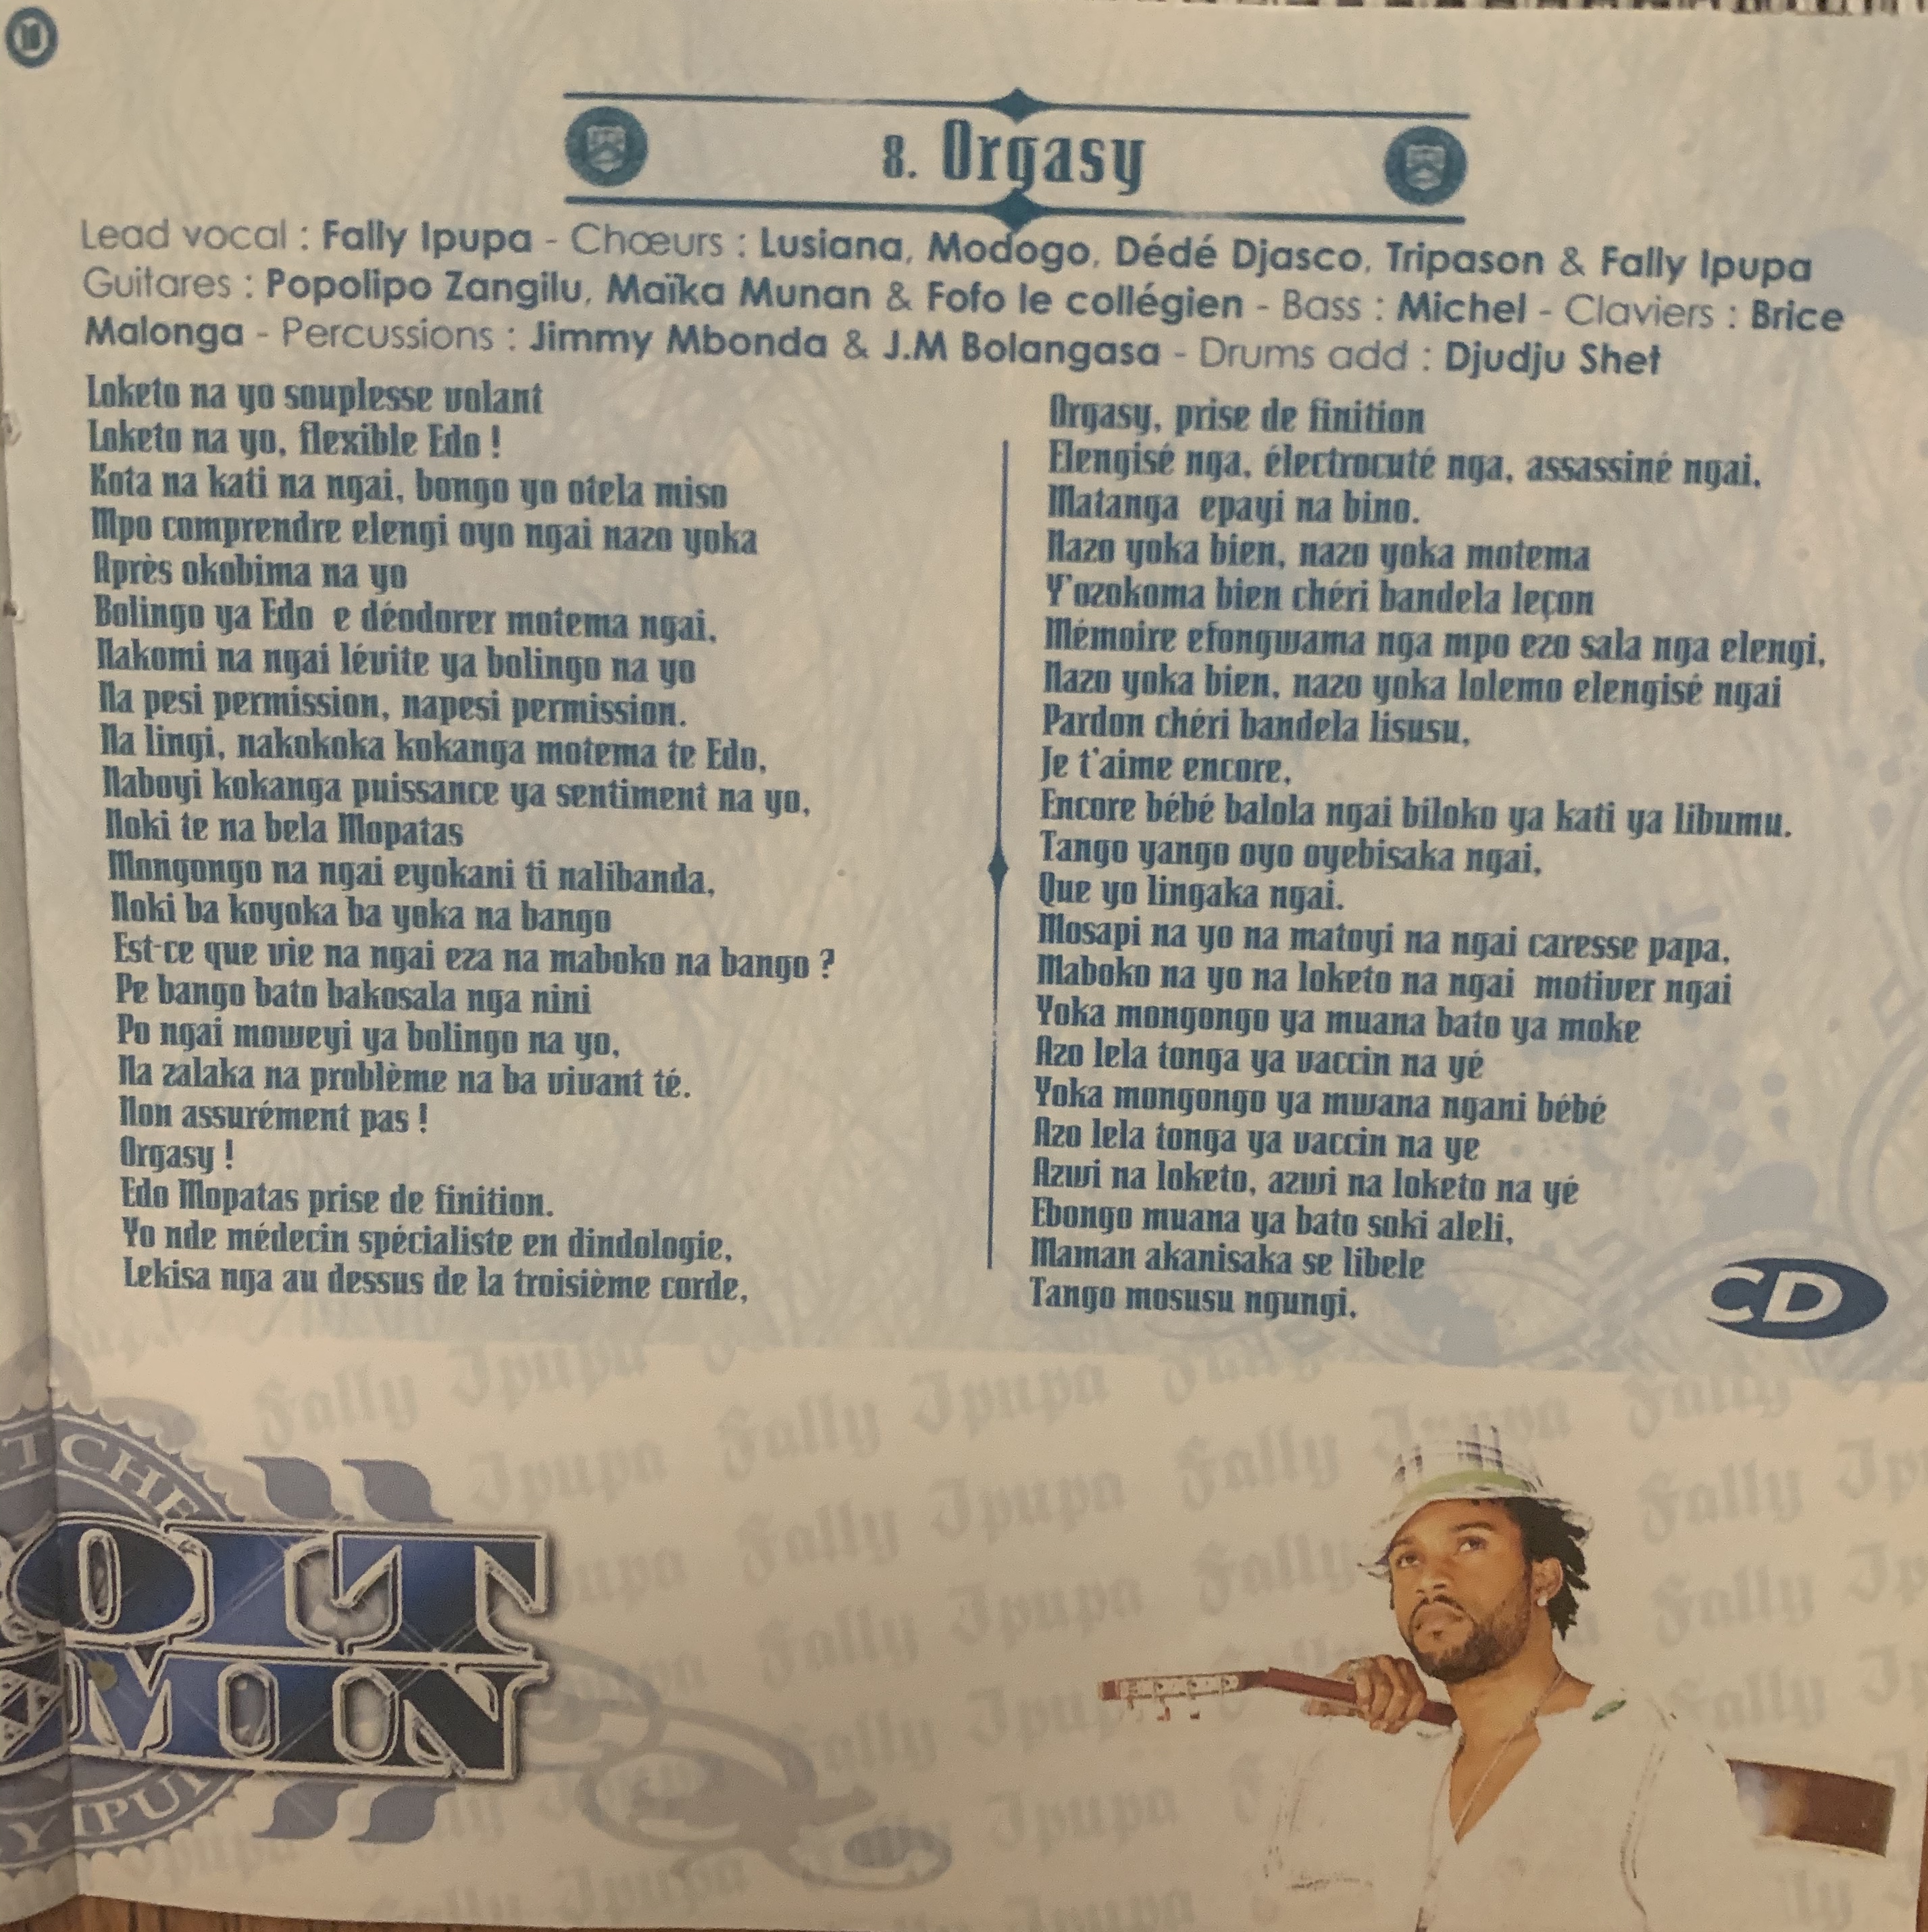 8. Orgasy
Lead vocal : Fally Ipupa - Chœurs : Lusiana, Modogo, Dédé Djasco, Tripason & Fally Ipupa
Guitares : Popolipo Zangilu, Maïka Munan & Fofo le collégien - Bass : Michel - Claviers : Brice
Malonga - Percussions : Jimmy Mbonda & J.M Bolangasa - Drums add : Djudju Shet
Loketo na yo souplesse volant
Loketo na yo, flexible Edo !
Kota na kati na ngai, bongo yo otela miso
Mpo comprendre elengi oyo ngai nazo yoka
Après okobima na yo
Bolingo ya Edo e déodorer motema ngai,
Nakomi na ngai lévite ya bolingo na yo
Na pesi permission, napesi permission.
Na lingi, nakokoka kokanga motema te Edo,
Naboyi kokanga puissance ya sentiment na yo,
Noki te na bela Mopatas
Mongongo na ngai eyokani ti nalibanda,
Noki ba koyoka ba yoka na bango
Est-ce que vie na ngai eza na maboko na bango ?
Pe bango bato bakosala nga nini
Po ngai moweyi ya bolingo na yo,
Na zalaka na problème na ba vivant té.
Non assurément pas !
Orgasy !
Edo Mopatas prise de finition.
Yo nde médecin spécialiste en dindologie,
Lekisa nga au dessus de la troisième corde,
Orgasy, prise de finition
Elengisé nga, électrocuté nga, assassiné ngai,
Matanga epayi na bino.
Nazo yoka bien, nazo yoka motema
Y'ozokoma bien chéri bandela leçon
Mémoire efongwama nga mpo ezo sala nga elengi,
Nazo yoka bien, nazo yoka lolemo elengisé ngai
Pardon chéri bandela lisusu,
Je t'aime encore,
Encore bébé balola ngai biloko ya kati ya libumu.
Tango yango oyo oyebisaka ngai,
Que yo lingaka ngai.
Mosapi na yo na matoyi na ngai caresse papa,
Maboko na yo na loketo na ngai motiver ngai
Yoka mongongo ya muana bato ya moke
Azo lela tonga ya vaccin na yé
Yoka mongongo ya mwana ngani bébé
Azo lela tonga ya vaccin na ye
Azwi na loketo, azwi na loketo na yé
Ebongo muana ya bato soki aleli,
Maman akanisaka se libele
Tango mosusu ngungi,
CD